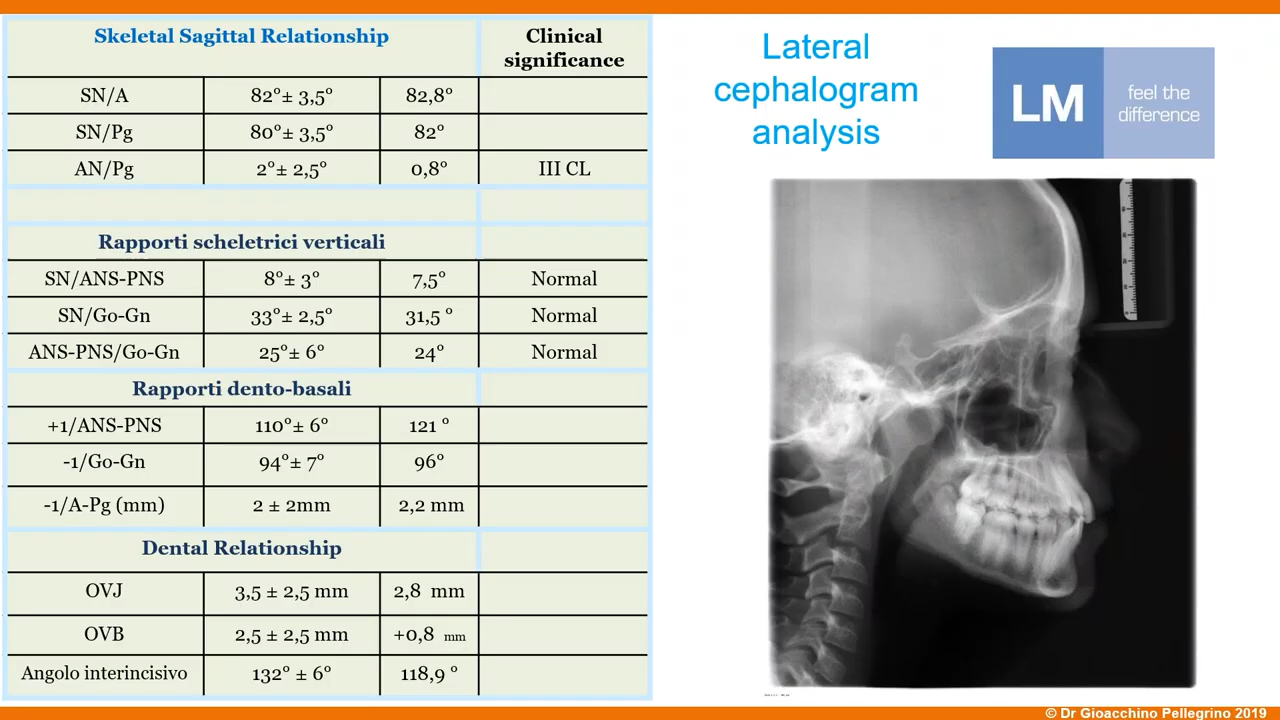 Skeletal Sagittal Relationship Clinical
significance
SN/A 82°± 3,5° 82,8°
SN/Pg 80°± 3,5° 82°
AN/Pg 2°± 2,5° 0,8° III CL
Rapporti scheletrici verticali
SN/ANS-PNS 8°± 3° 7,5° Normal
SN/Go-Gn 33°± 2,5° 31,5 ° Normal
ANS-PNS/Go-Gn 25°± 6° 24° Normal
Rapporti dento-basali
+1/ANS-PNS 110°± 6° 121 °
-1/Go-Gn 94°± 7° 96°
-1/A-Pg (mm) 2 ± 2mm 2,2 mm
Dental Relationship
OVJ 3,5 ± 2,5 mm 2,8 mm
OVB 2,5 ± 2,5 mm +0,8 mm
Angolo interincisivo 132° ± 6° 118,9 °
Lateral
cephalogram
analysis
LM
feel the
difference
© Dr Gioacchino Pellegrino 2019